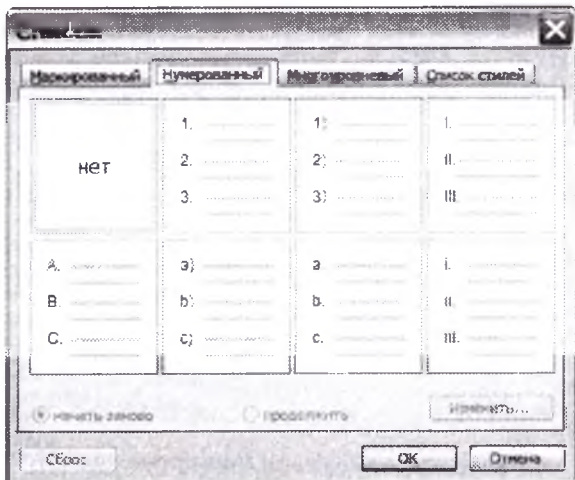 Маркированный Нумерованный Многоуровневый Список стилей
нет
1. 1) I.
2. 2) II.
3. 3) III.
A. a) a. i.
B. b) b. ii.
C. c) c. iii.
начать заново продолжить Изменить...
Сброс OK Отмена